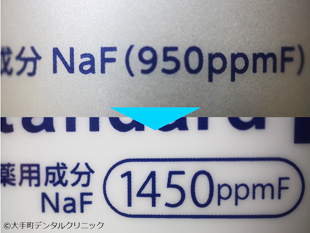 成分 NaF(950ppmF)
tandard
薬用成分
NaF 1450ppmF
©大手町デンタルクリニック